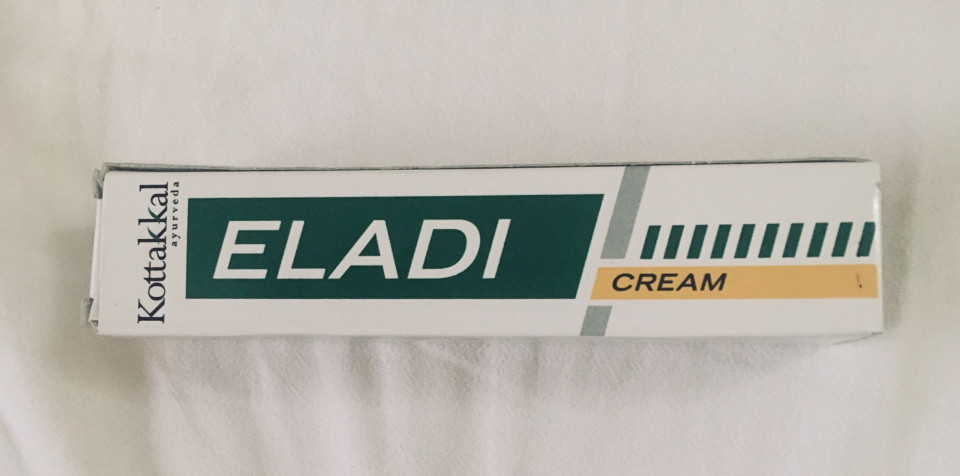 Kottakkal
ayurveda
ELADI
CREAM